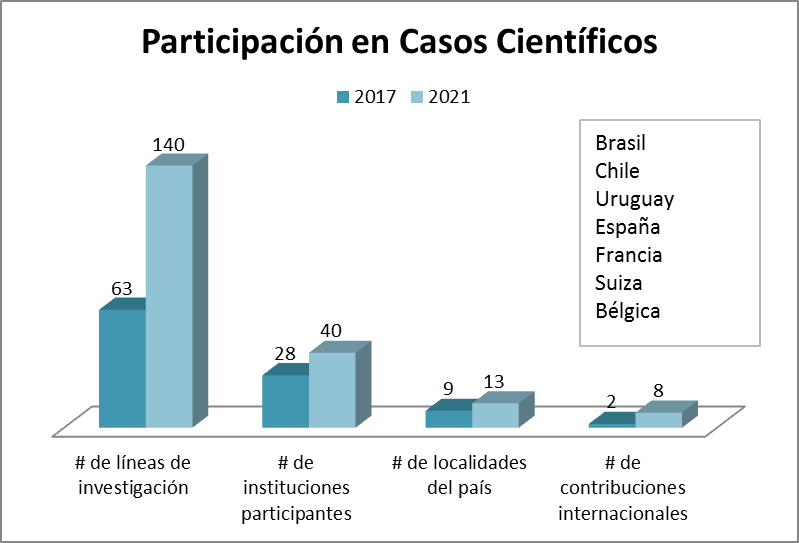 Participación en Casos Científicos
2017 2021
140
63
28
40
9
13
2
8
Brasil
Chile
Uruguay
España
Francia
Suiza
Bélgica
# de líneas de
investigación
# de
instituciones
participantes
# de localidades
del país
# de
contribuciones
internacionales